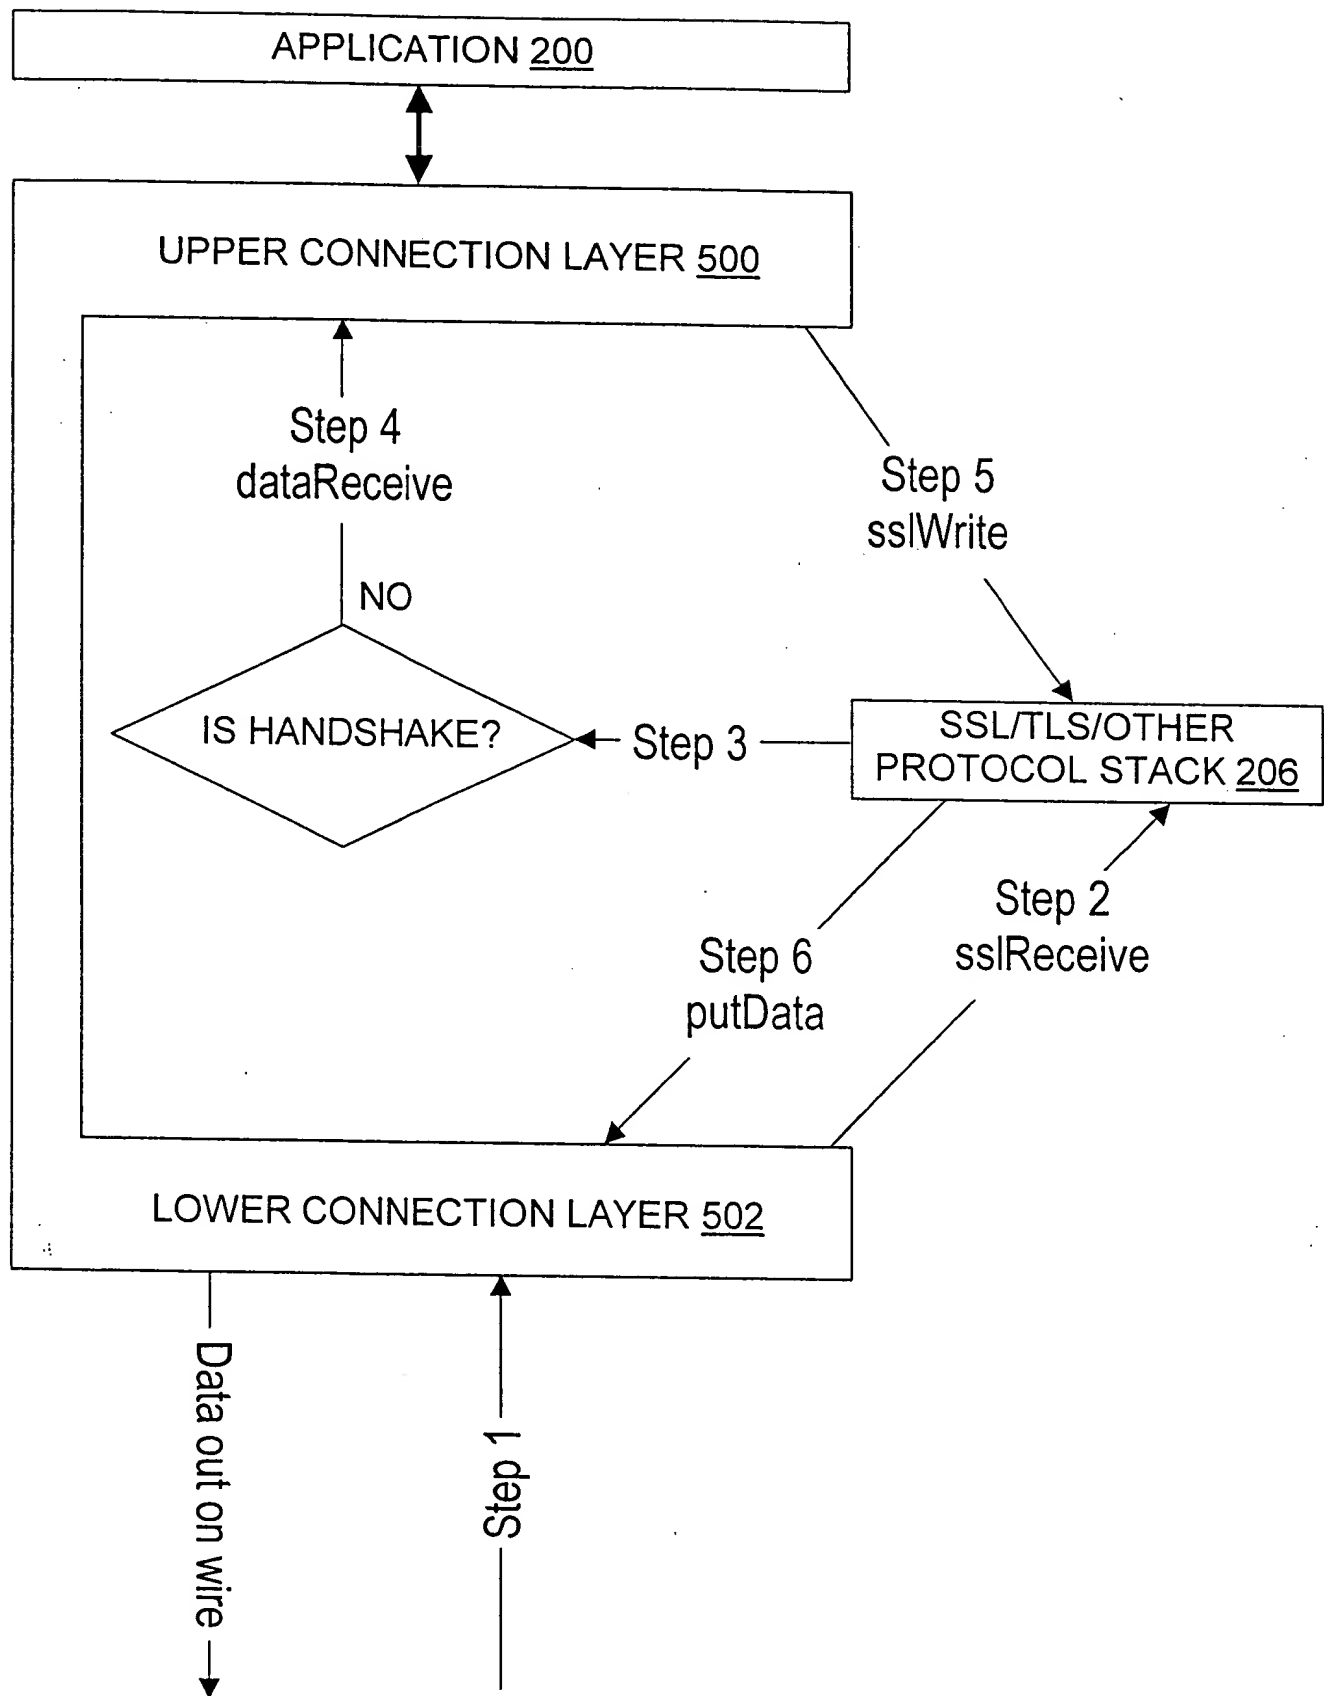 APPLICATION 200
UPPER CONNECTION LAYER 500
Step 4
dataReceive
Step 5
sslWrite
NO
IS HANDSHAKE?
Step 3
SSL/TLS/OTHER
PROTOCOL STACK 206
Step 2
sslReceive
Step 6
putData
LOWER CONNECTION LAYER 502
Data out on wire
Step 1